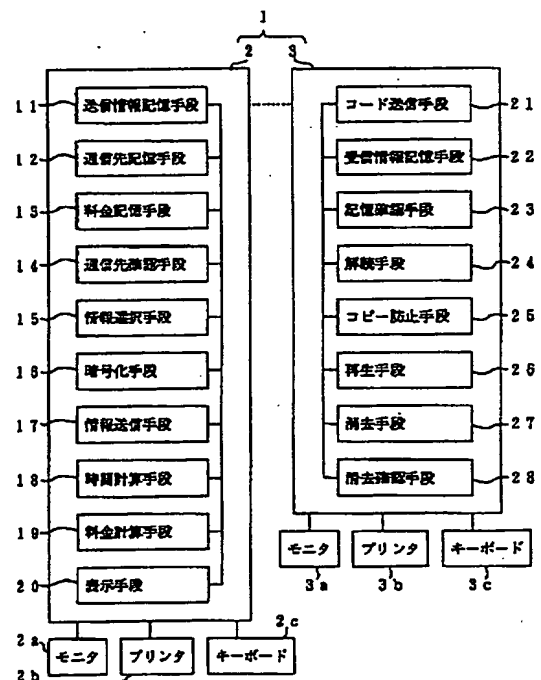 1
2 3
11 送信情報記憶手段
12 通信先記憶手段
13 料金記憶手段
14 通信先確認手段
15 情報選択手段
16 暗号化手段
17 情報送信手段
18 時間計算手段
19 料金計算手段
20 表示手段
2a モニタ
2b プリンタ
2c キーボード
コード送信手段 21
受信情報記憶手段 22
記憶確認手段 23
解読手段 24
コピー防止手段 25
再生手段 26
消去手段 27
消去確認手段 28
モニタ プリンタ キーボード
3a 3b 3c